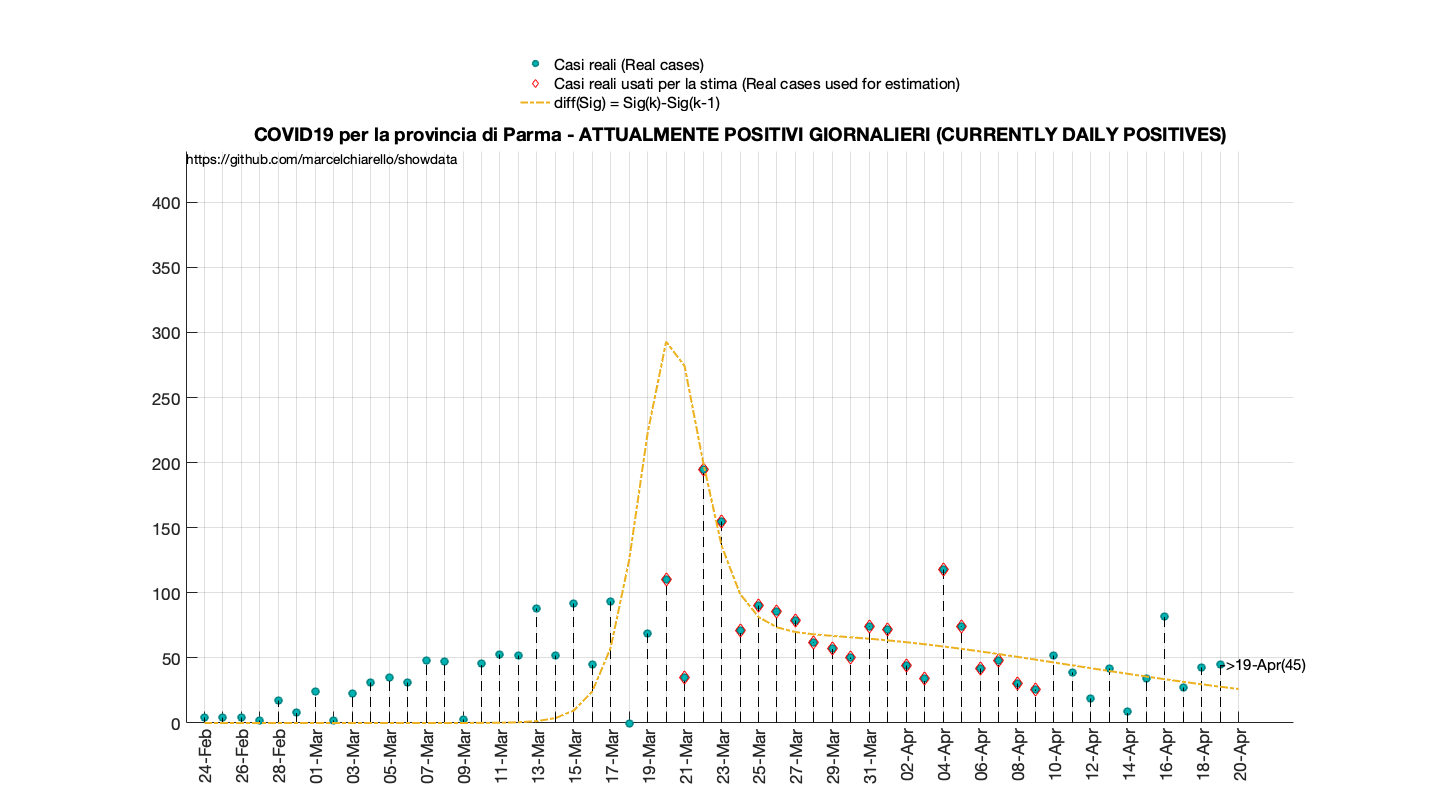 Casi reali (Real cases)
Casi reali usati per la stima (Real cases used for estimation)
diff(Sig) = Sig(k)-Sig(k-1)
COVID19 per la provincia di Parma - ATTUALMENTE POSITIVI GIORNALIERI (CURRENTLY DAILY POSITIVES)
https://github.com/marcelchiarello/showdata
400
350
300
250
200
150
100
50
0
>19-Apr(45)
24-Feb
26-Feb
28-Feb
01-Mar
03-Mar
05-Mar
07-Mar
09-Mar
11-Mar
13-Mar
15-Mar
17-Mar
19-Mar
21-Mar
23-Mar
25-Mar
27-Mar
29-Mar
31-Mar
02-Apr
04-Apr
06-Apr
08-Apr
10-Apr
12-Apr
14-Apr
16-Apr
18-Apr
20-Apr